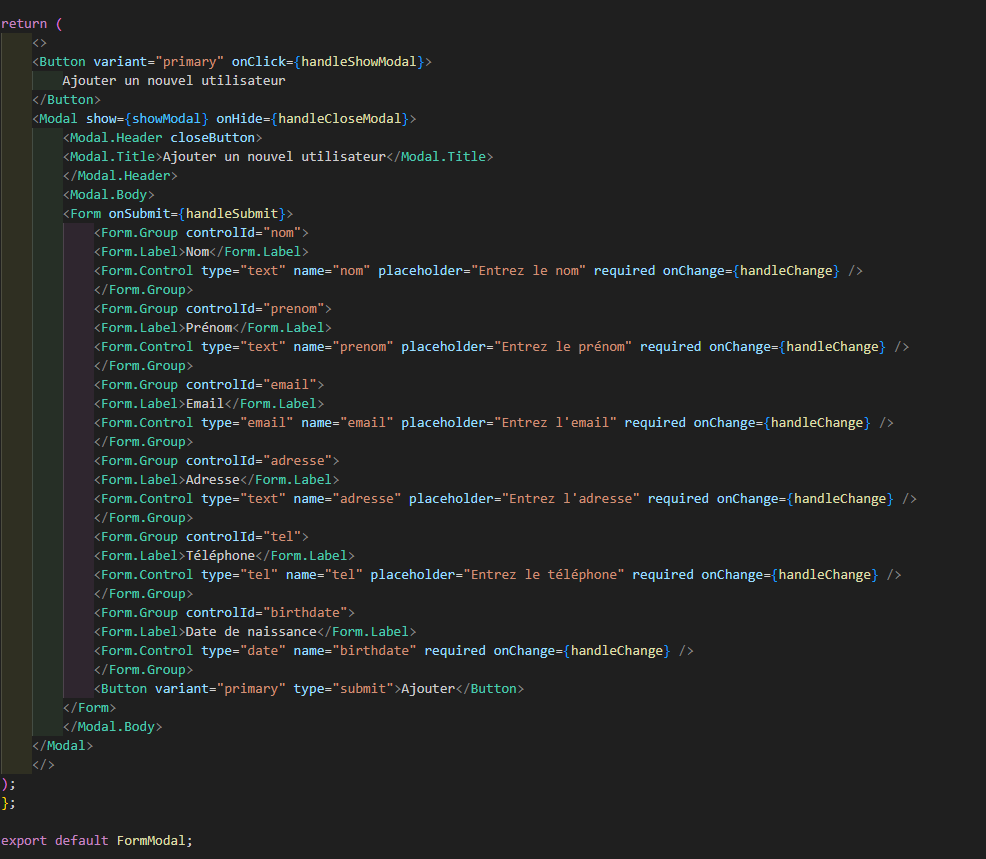 return (
<>
<Button variant="primary" onClick={handleShowModal}>
Ajouter un nouvel utilisateur
</Button>
<Modal show={showModal} onHide={handleCloseModal}>
<Modal.Header closeButton>
<Modal.Title>Ajouter un nouvel utilisateur</Modal.Title>
</Modal.Header>
<Modal.Body>
<Form onSubmit={handleSubmit}>
<Form.Group controlId="nom">
<Form.Label>Nom</Form.Label>
<Form.Control type="text" name="nom" placeholder="Entrez le nom" required onChange={handleChange} />
</Form.Group>
<Form.Group controlId="prenom">
<Form.Label>Prénom</Form.Label>
<Form.Control type="text" name="prenom" placeholder="Entrez le prénom" required onChange={handleChange} />
</Form.Group>
<Form.Group controlId="email">
<Form.Label>Email</Form.Label>
<Form.Control type="email" name="email" placeholder="Entrez l'email" required onChange={handleChange} />
</Form.Group>
<Form.Group controlId="adresse">
<Form.Label>Adresse</Form.Label>
<Form.Control type="text" name="adresse" placeholder="Entrez l'adresse" required onChange={handleChange} />
</Form.Group>
<Form.Group controlId="tel">
<Form.Label>Téléphone</Form.Label>
<Form.Control type="tel" name="tel" placeholder="Entrez le téléphone" required onChange={handleChange} />
</Form.Group>
<Form.Group controlId="birthdate">
<Form.Label>Date de naissance</Form.Label>
<Form.Control type="date" name="birthdate" required onChange={handleChange} />
</Form.Group>
<Button variant="primary" type="submit">Ajouter</Button>
</Form>
</Modal.Body>
</Modal>
</>
);
};
export default FormModal;